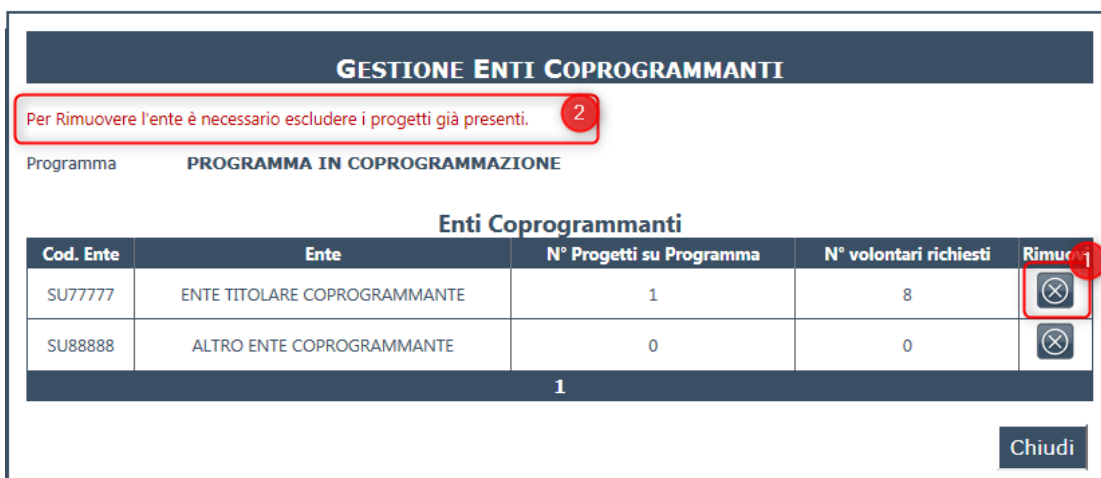 GESTIONE ENTI COPROGRAMMANTI
Per Rimuovere l'ente è necessario escludere i progetti già presenti. 2
Programma PROGRAMMA IN COPROGRAMMAZIONE
Enti Coprogrammanti
Cod. Ente Ente N° Progetti su Programma N° volontari richiesti Rimuovi 1
SU77777 ENTE TITOLARE COPROGRAMMANTE 1 8
SU88888 ALTRO ENTE COPROGRAMMANTE 0 0
1
Chiudi